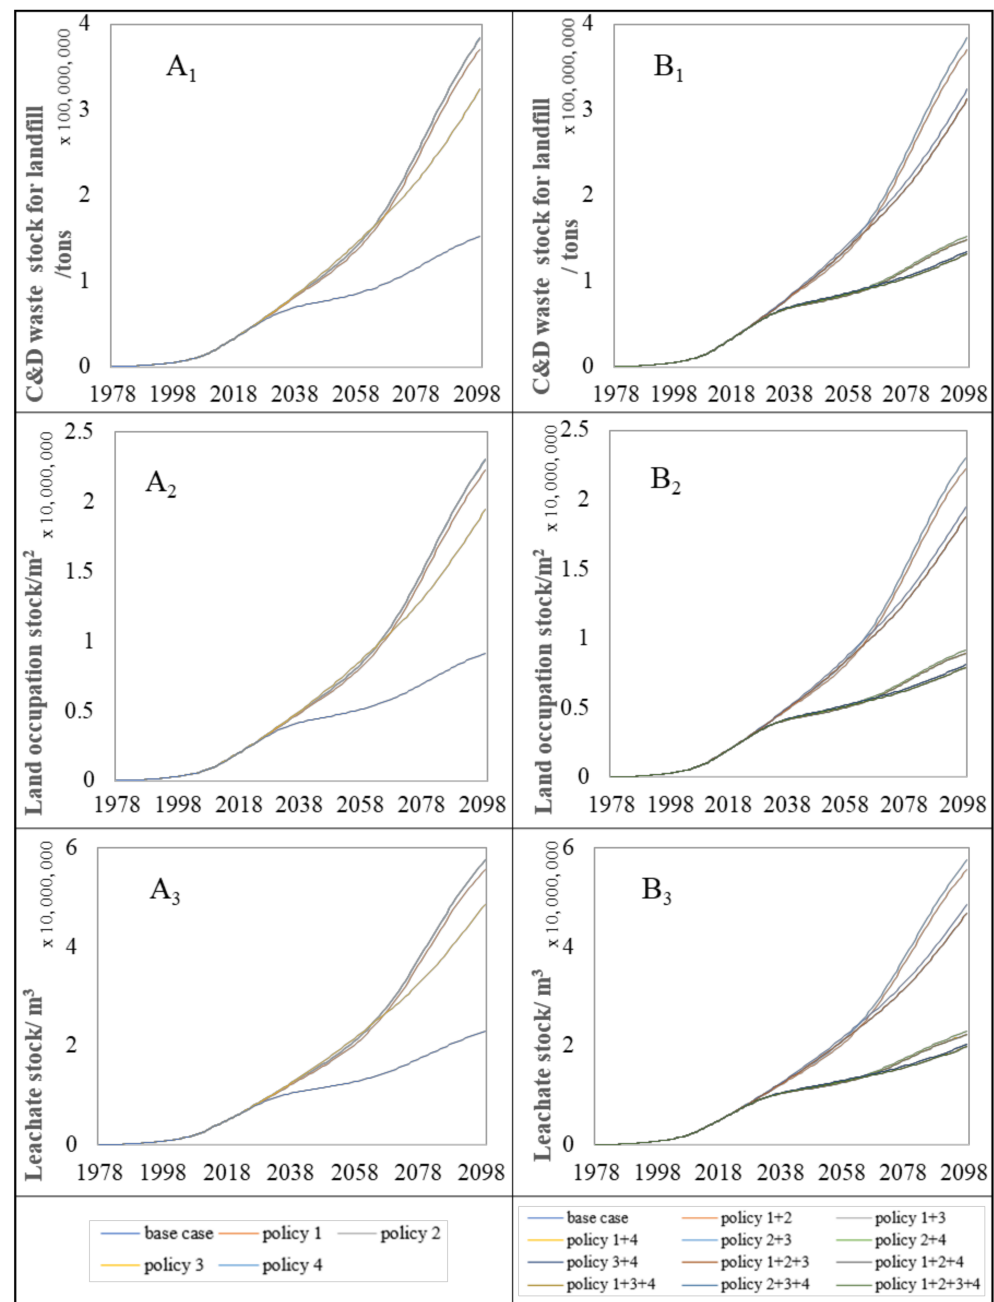 A1
C&D waste stock for landfill
/tons
x 100,000,000
4
3
2
1
0
1978 1998 2018 2038 2058 2078 2098
B1
C&D waste stock for landfill
/ tons
x 100,000,000
4
3
2
1
0
1978 1998 2018 2038 2058 2078 2098
A2
Land occupation stock/m²
x 10,000,000
2.5
2
1.5
1
0.5
0
1978 1998 2018 2038 2058 2078 2098
B2
Land occupation stock/m²
x 10,000,000
2.5
2
1.5
1
0.5
0
1978 1998 2018 2038 2058 2078 2098
A3
Leachate stock/ m³
x 10,000,000
6
4
2
0
1978 1998 2018 2038 2058 2078 2098
B3
Leachate stock/ m³
x 10,000,000
6
4
2
0
1978 1998 2018 2038 2058 2078 2098
base case policy 1 policy 2
policy 3 policy 4
base case policy 1+2 policy 1+3
policy 1+4 policy 2+3 policy 2+4
policy 3+4 policy 1+2+3 policy 1+2+4
policy 1+3+4 policy 2+3+4 policy 1+2+3+4